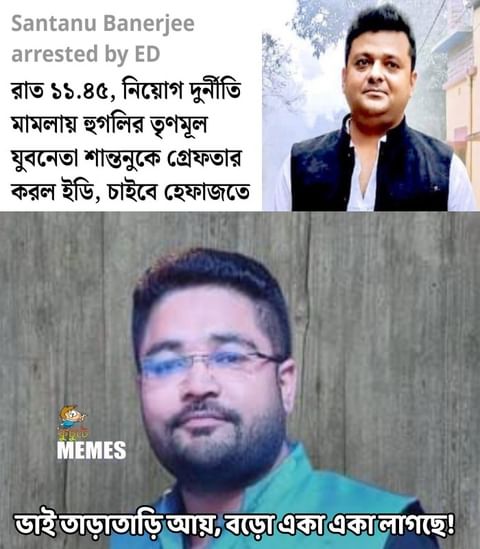 Santanu Banerjee
arrested by ED
রাত ১১.৪৫, নিয়োগ দুর্নীতি
মামলায় হুগলির তৃণমূল
যুবনেতা শান্তনুকে গ্রেফতার
করল ইডি, চাইবে হেফাজতে
MEMES
ভাই তাড়াতাড়ি আয়, বড়ো একা একা লাগছে!